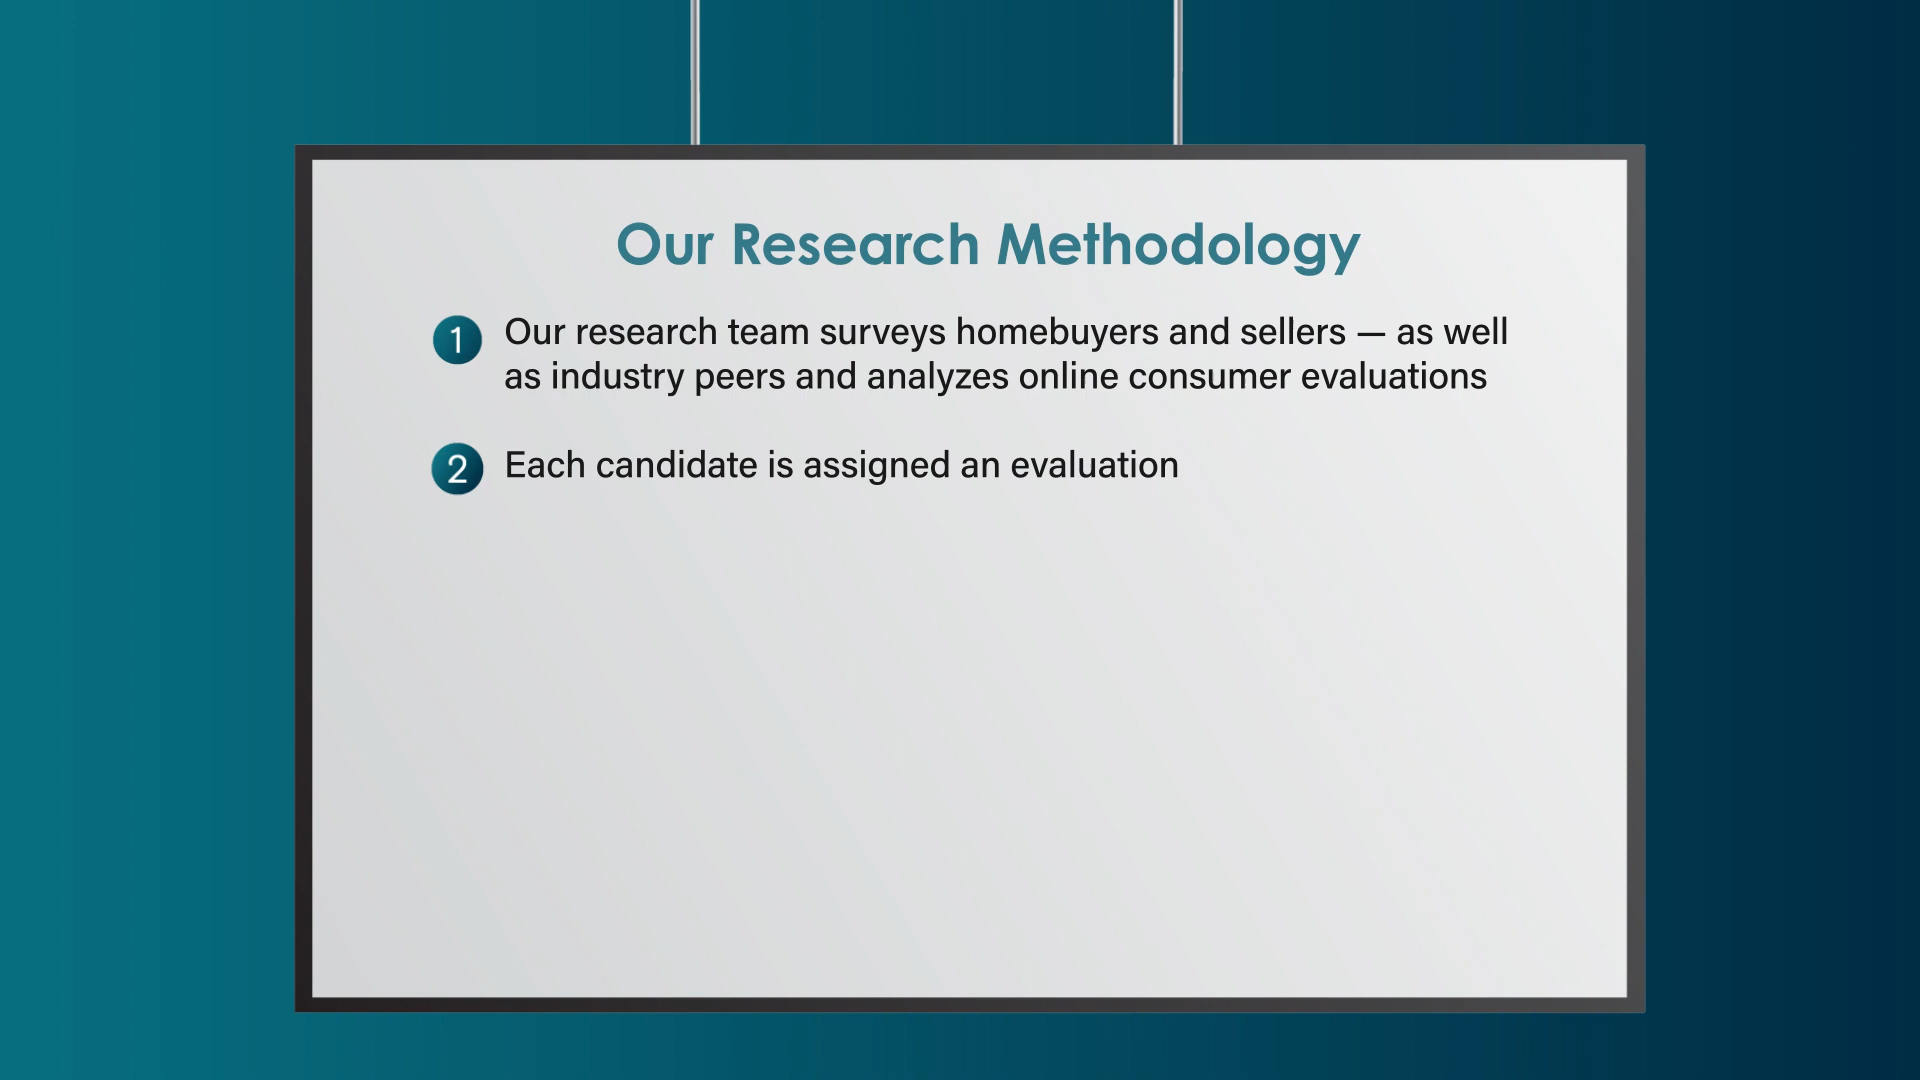 Our Research Methodology
1 Our research team surveys homebuyers and sellers — as well
as industry peers and analyzes online consumer evaluations
2 Each candidate is assigned an evaluation